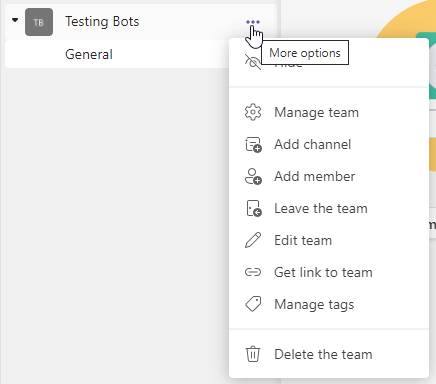 TB Testing Bots
General
More options
Hide
Manage team
Add channel
Add member
Leave the team
Edit team
Get link to team
Manage tags
Delete the team